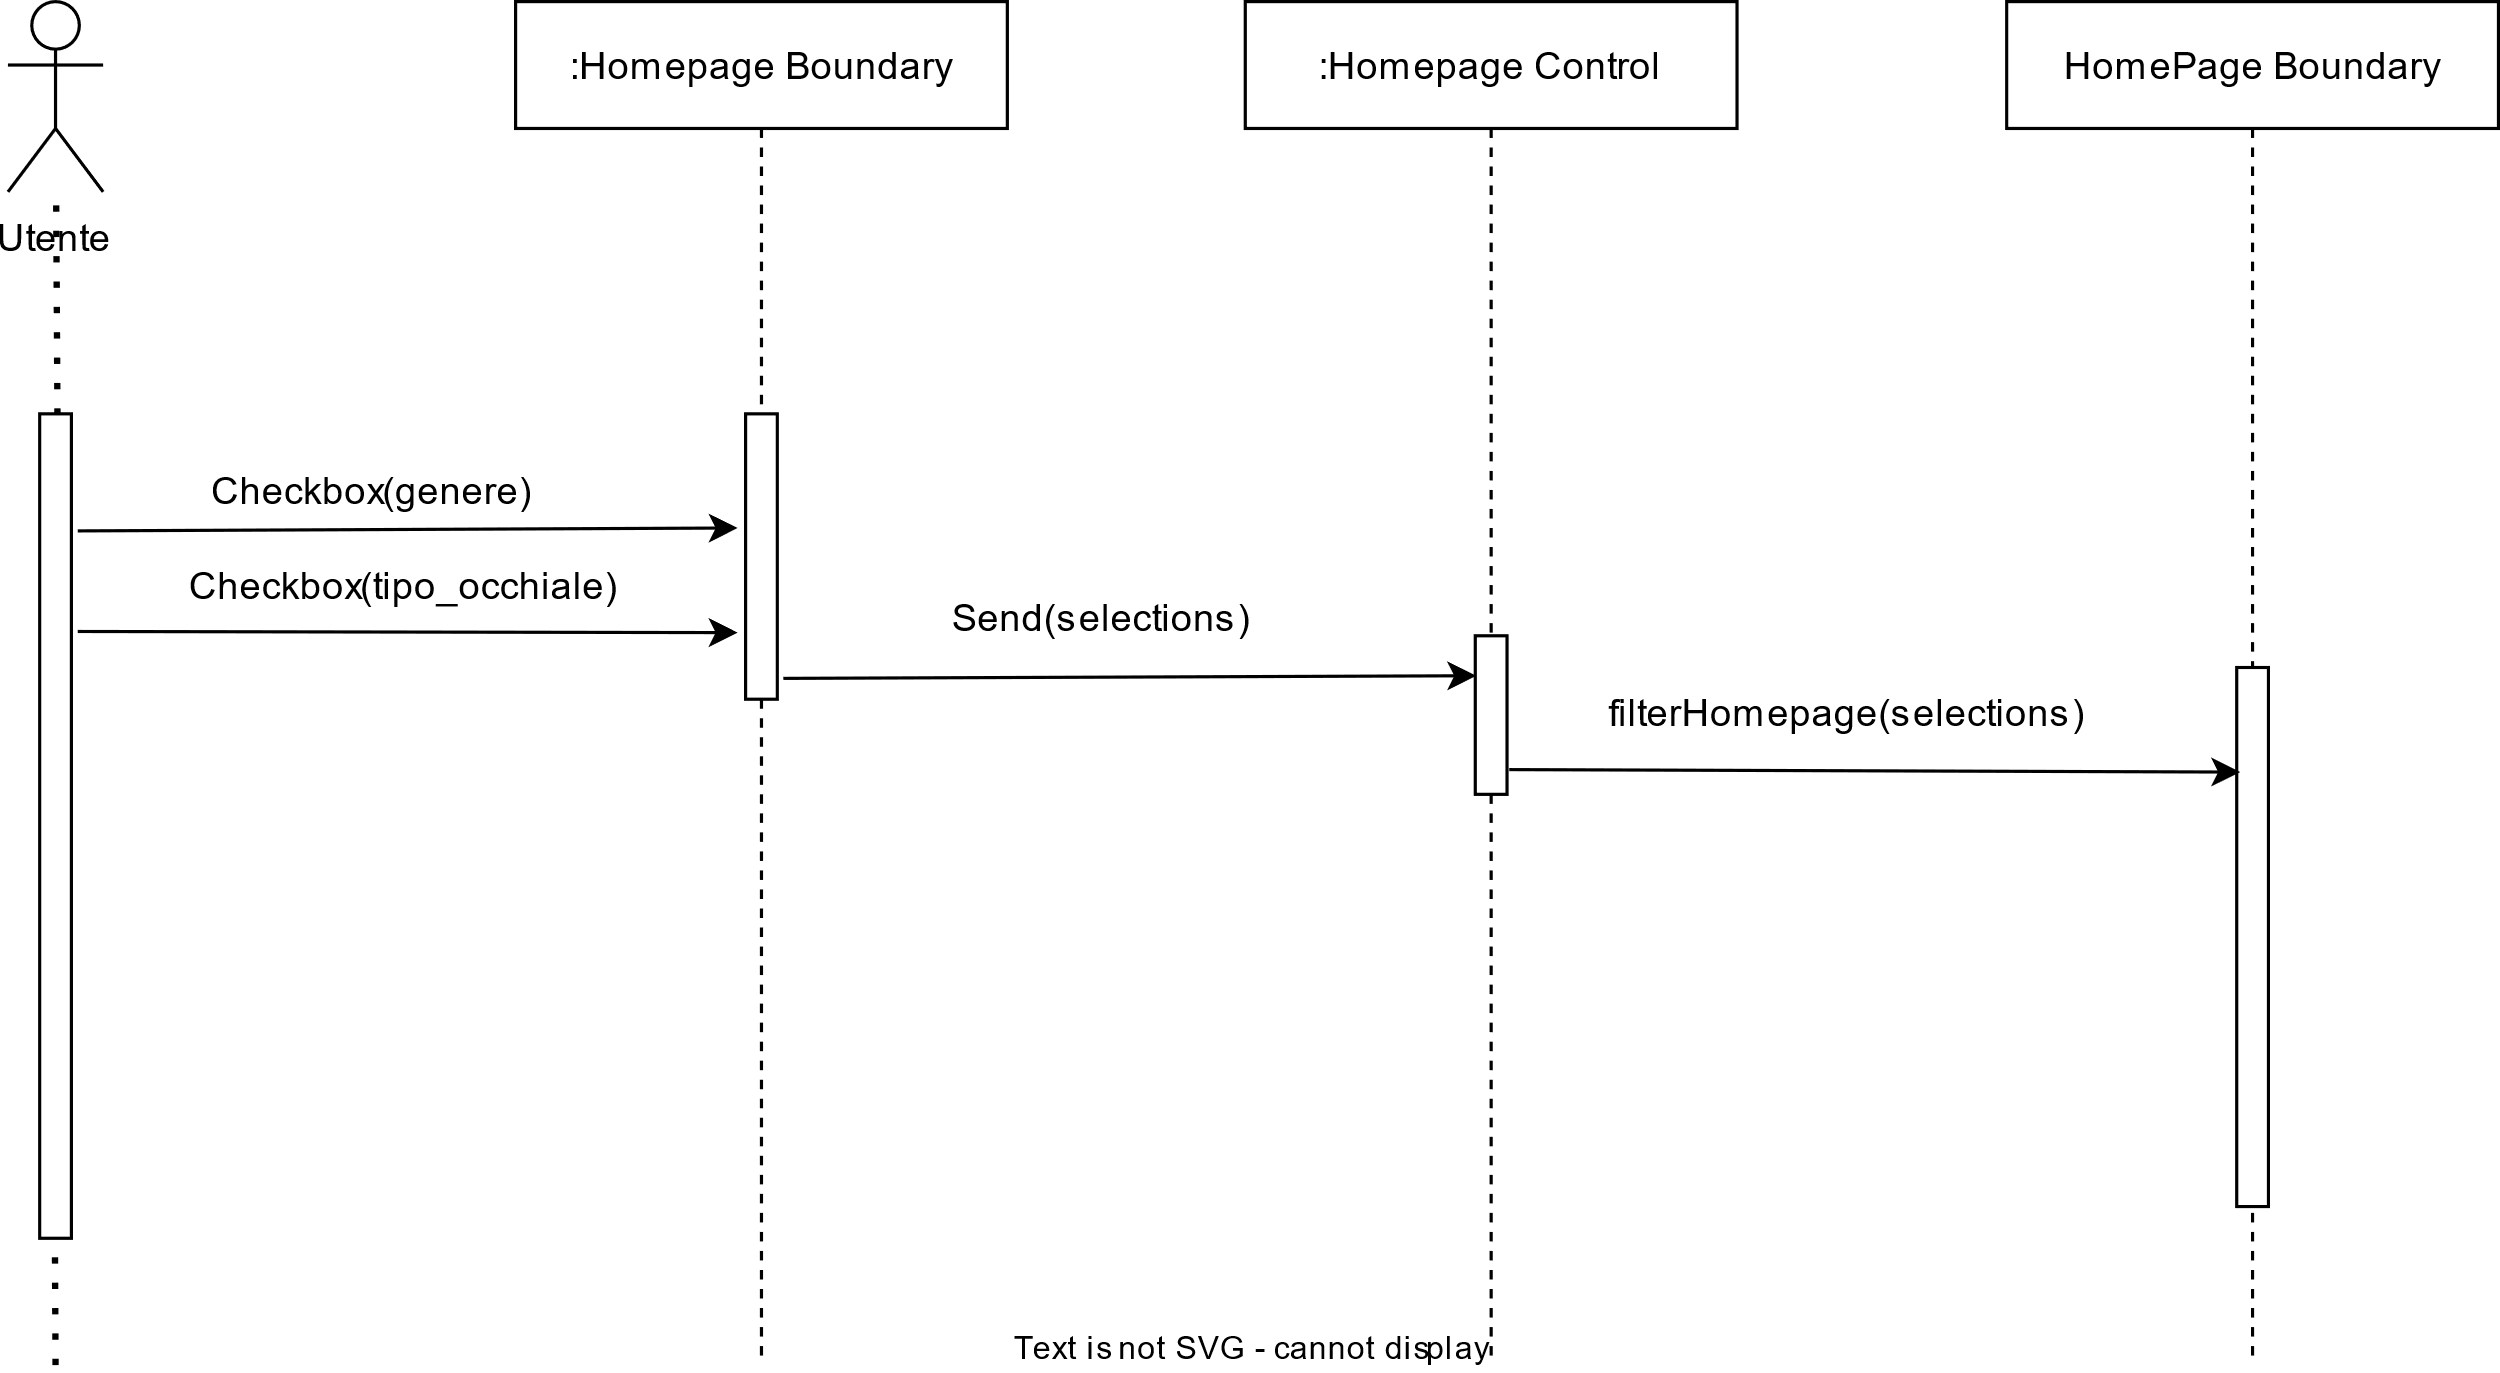 :Homepage Boundary
:Homepage Control
HomePage Boundary
Utente
Checkbox(genere)
Checkbox(tipo_occhiale)
Send(selections)
filterHomepage(selections)
Text is not SVG - cannot display